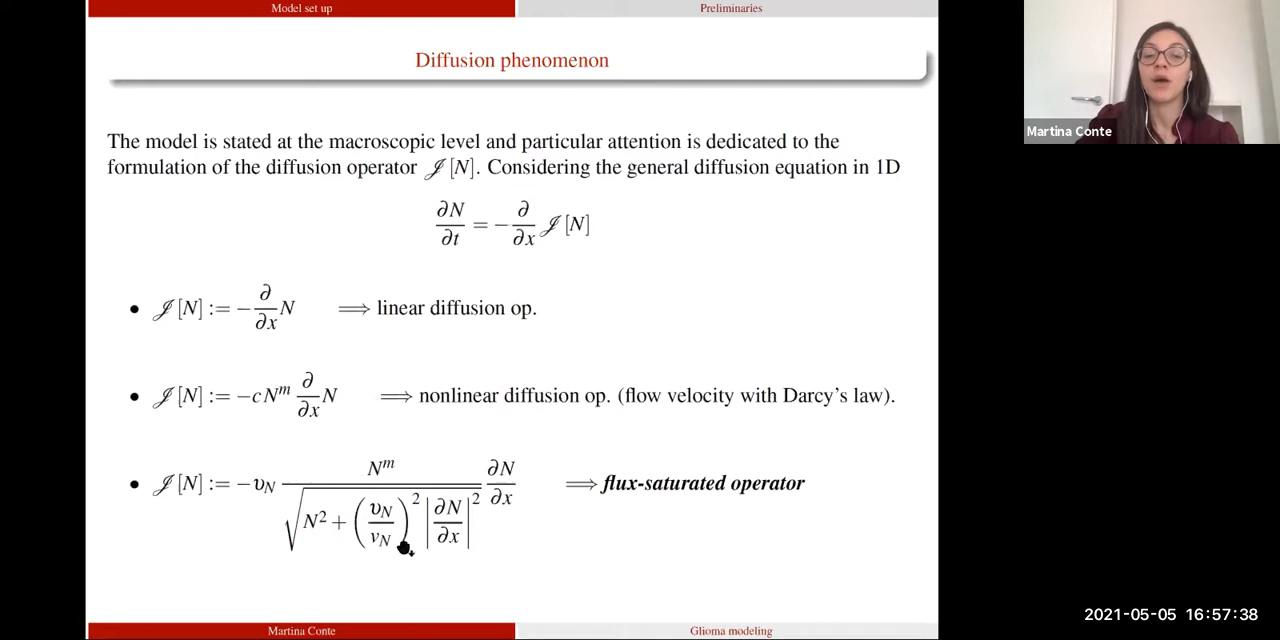 Model set up
Preliminaries
Diffusion phenomenon
The model is stated at the macroscopic level and particular attention is dedicated to the
formulation of the diffusion operator 𝒥[N]. Considering the general diffusion equation in 1D
∂N/∂t = −∂/∂x 𝒥[N]
• 𝒥[N] := −∂/∂x N ⟹ linear diffusion op.
• 𝒥[N] := −cN^m ∂/∂x N ⟹ nonlinear diffusion op. (flow velocity with Darcy's law).
• 𝒥[N] := −υ_N N^m / √(N² + (υ_N/ν_N)² |∂N/∂x|²) ∂N/∂x ⟹ flux-saturated operator
Martina Conte
Glioma modeling
Martina Conte
2021-05-05 16:57:38